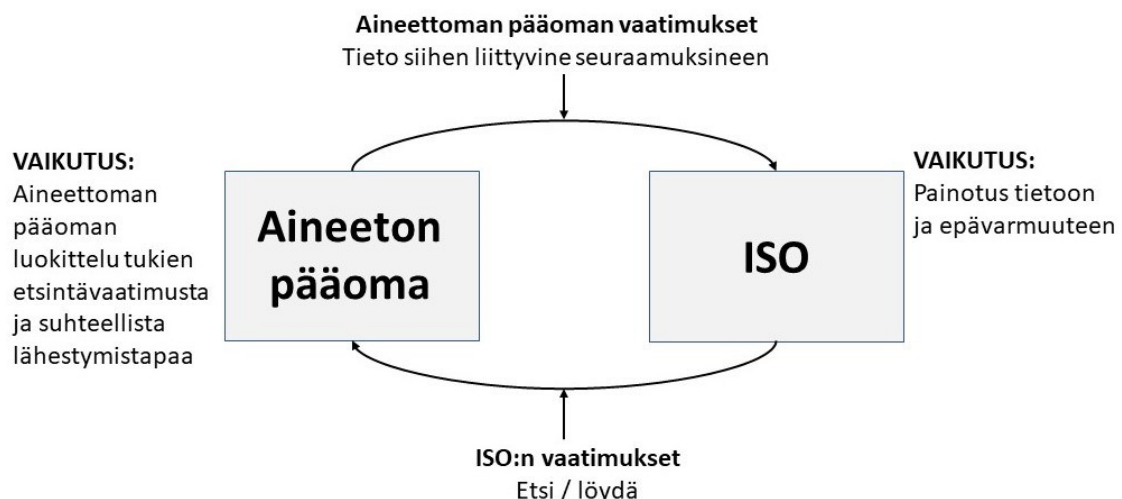 Aineettoman pääoman vaatimukset
Tieto siihen liittyvine seuraamuksineen
VAIKUTUS:
Aineettoman
pääoman
luokittelu tukien
etsintävaatimusta
ja suhteellista
lähestymistapaa
Aineeton
pääoma
ISO
VAIKUTUS:
Painotus tietoon
ja epävarmuuteen
ISO:n vaatimukset
Etsi / löydä